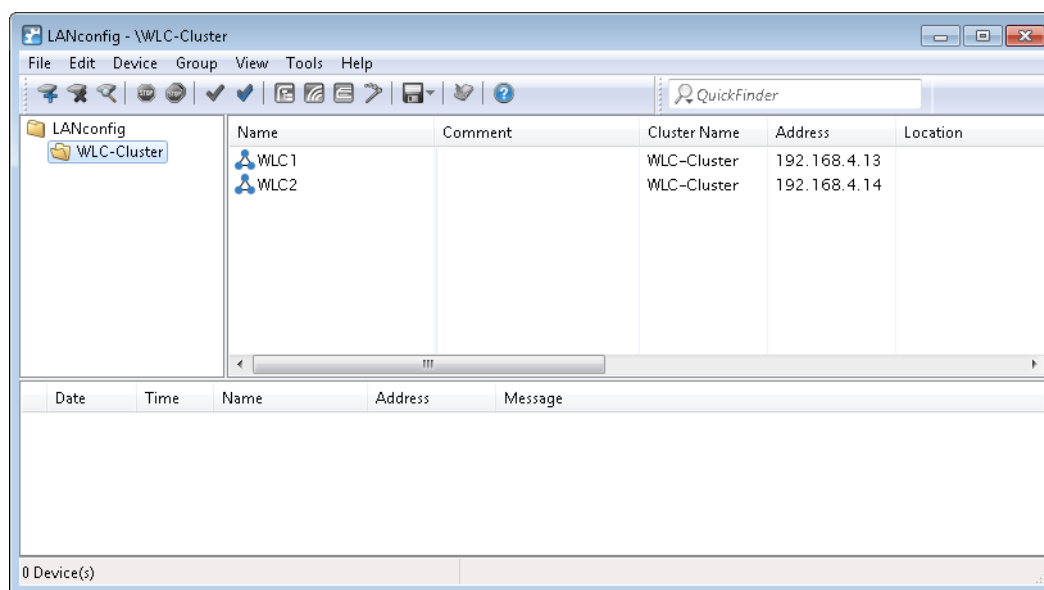 LANconfig - \WLC-Cluster
File Edit Device Group View Tools Help
QuickFinder
LANconfig
WLC-Cluster
Name Comment Cluster Name Address Location
WLC1 WLC-Cluster 192.168.4.13
WLC2 WLC-Cluster 192.168.4.14
Date Time Name Address Message
0 Device(s)